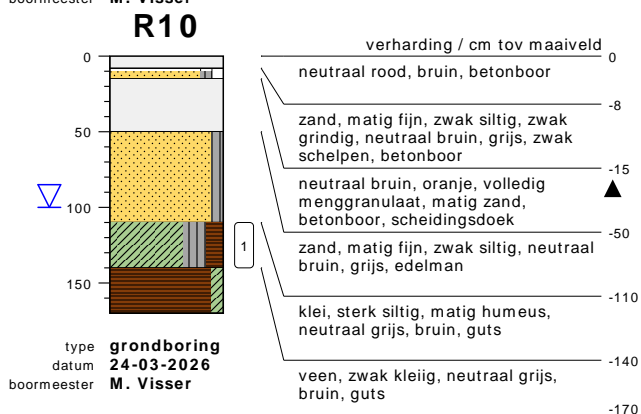 boormeester M. Visser
R10
verharding / cm tov maaiveld
0
0
neutraal rood, bruin, betonboor
-8
zand, matig fijn, zwak siltig, zwak
grindig, neutraal bruin, grijs, zwak
schelpen, betonboor
50
-15
neutraal bruin, oranje, volledig
menggranulaat, matig zand,
betonboor, scheidingsdoek
100
-50
zand, matig fijn, zwak siltig, neutraal
bruin, grijs, edelman
1
150
-110
klei, sterk siltig, matig humeus,
neutraal grijs, bruin, guts
-140
veen, zwak kleiig, neutraal grijs,
bruin, guts
-170
type grondboring
datum 24-03-2026
boormeester M. Visser